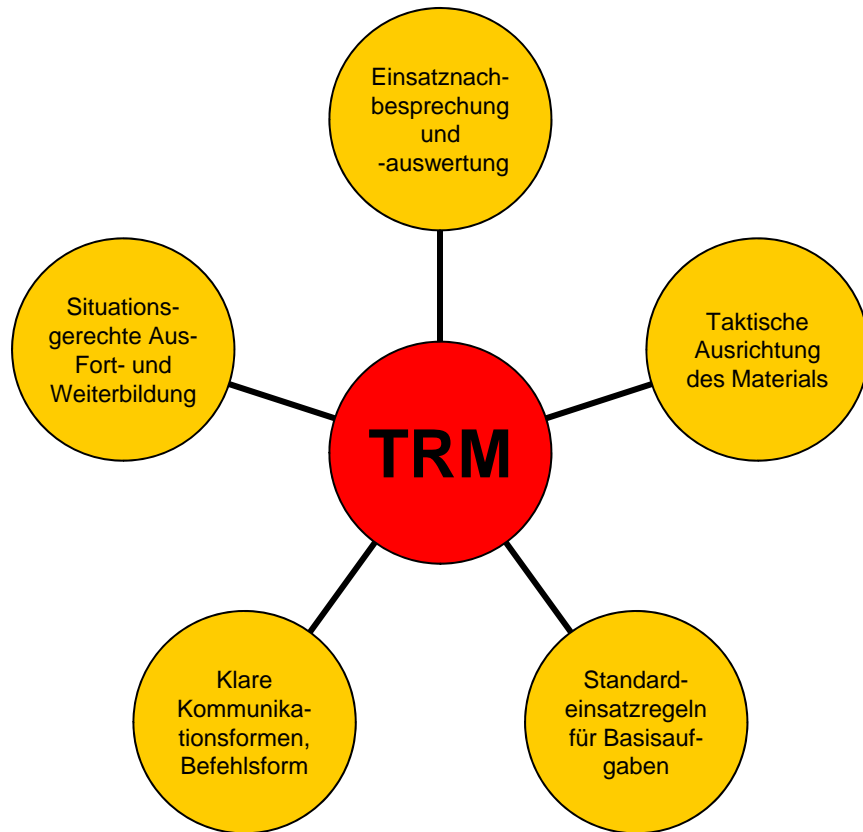 Einsatznach-
besprechung
und
-auswertung
Situations-
gerechte Aus-
Fort- und
Weiterbildung
Taktische
Ausrichtung
des Materials
TRM
Klare
Kommunika-
tionsformen,
Befehlsform
Standard-
einsatzregeln
für Basisauf-
gaben